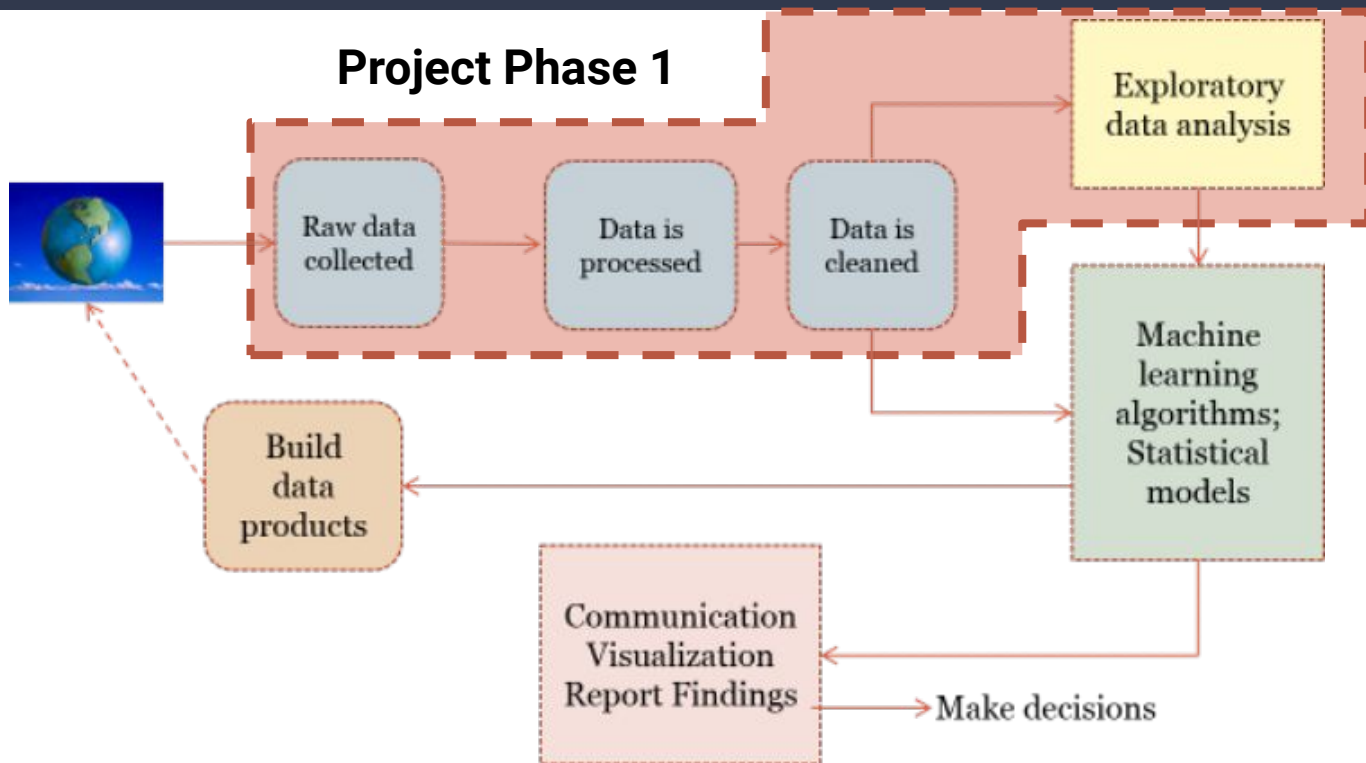 Project Phase 1
Exploratory
data analysis
Raw data
collected
Data is
processed
Data is
cleaned
Machine
learning
algorithms;
Statistical
models
Build
data
products
Communication
Visualization
Report Findings
Make decisions